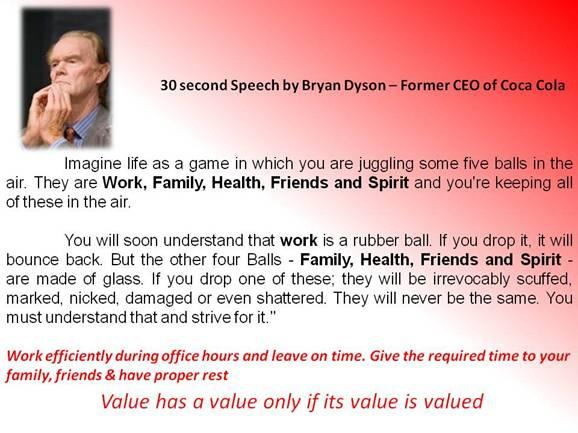 30 second Speech by Bryan Dyson – Former CEO of Coca Cola
Imagine life as a game in which you are juggling some five balls in the
air. They are Work, Family, Health, Friends and Spirit and you're keeping all
of these in the air.
You will soon understand that work is a rubber ball. If you drop it, it will
bounce back. But the other four Balls - Family, Health, Friends and Spirit -
are made of glass. If you drop one of these; they will be irrevocably scuffed,
marked, nicked, damaged or even shattered. They will never be the same. You
must understand that and strive for it."
Work efficiently during office hours and leave on time. Give the required time to your
family, friends & have proper rest
Value has a value only if its value is valued